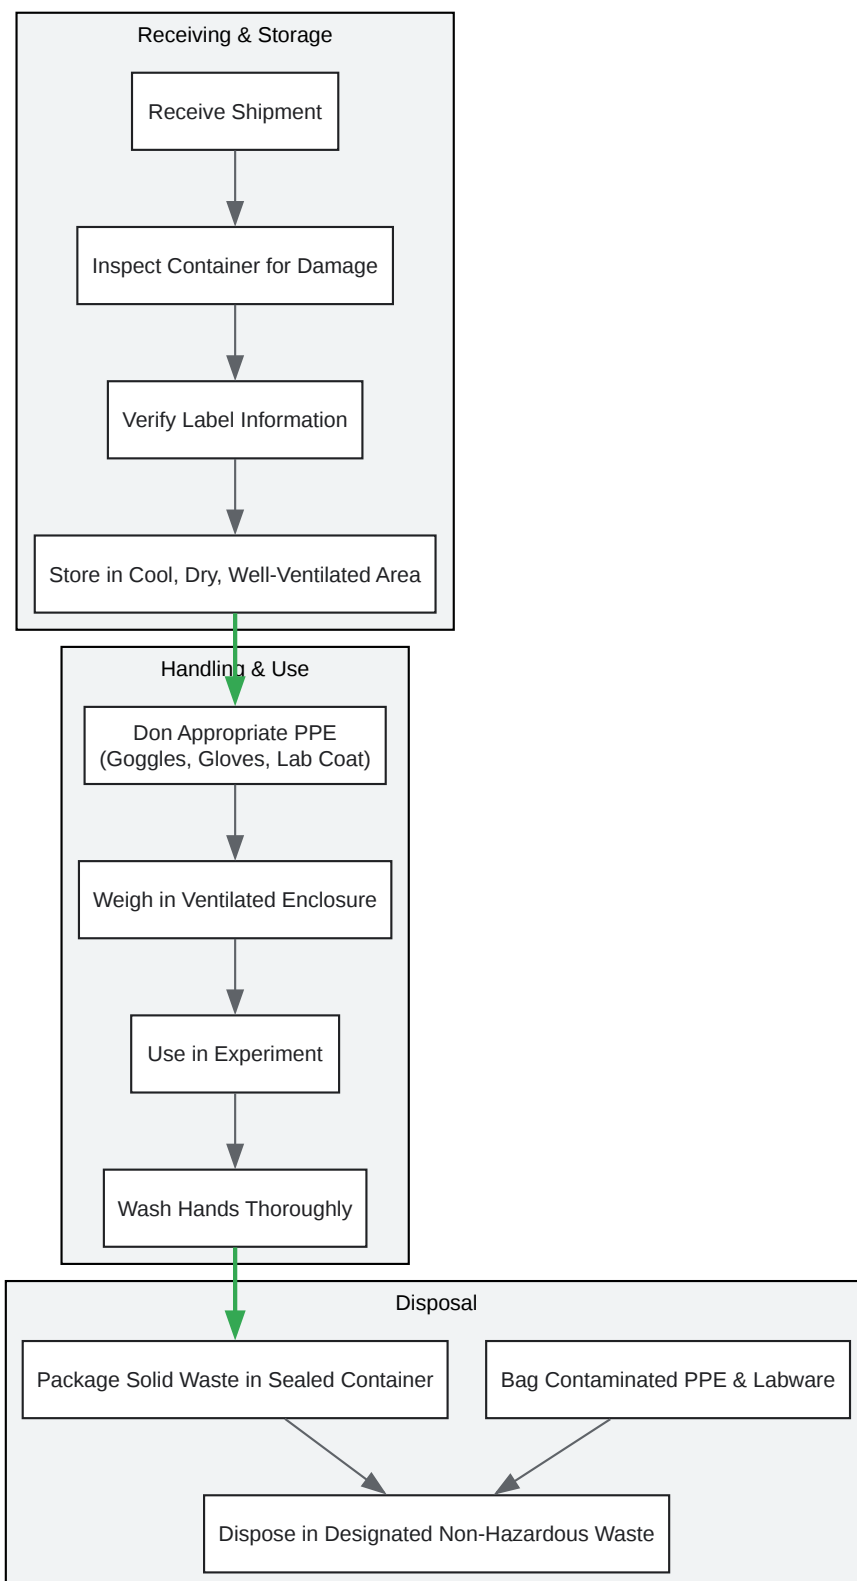 Receiving & Storage
Receive Shipment
Inspect Container for Damage
Verify Label Information
Store in Cool, Dry, Well-Ventilated Area
Handling & Use
Don Appropriate PPE
(Goggles, Gloves, Lab Coat)
Weigh in Ventilated Enclosure
Use in Experiment
Wash Hands Thoroughly
Disposal
Package Solid Waste in Sealed Container
Bag Contaminated PPE & Labware
Dispose in Designated Non-Hazardous Waste